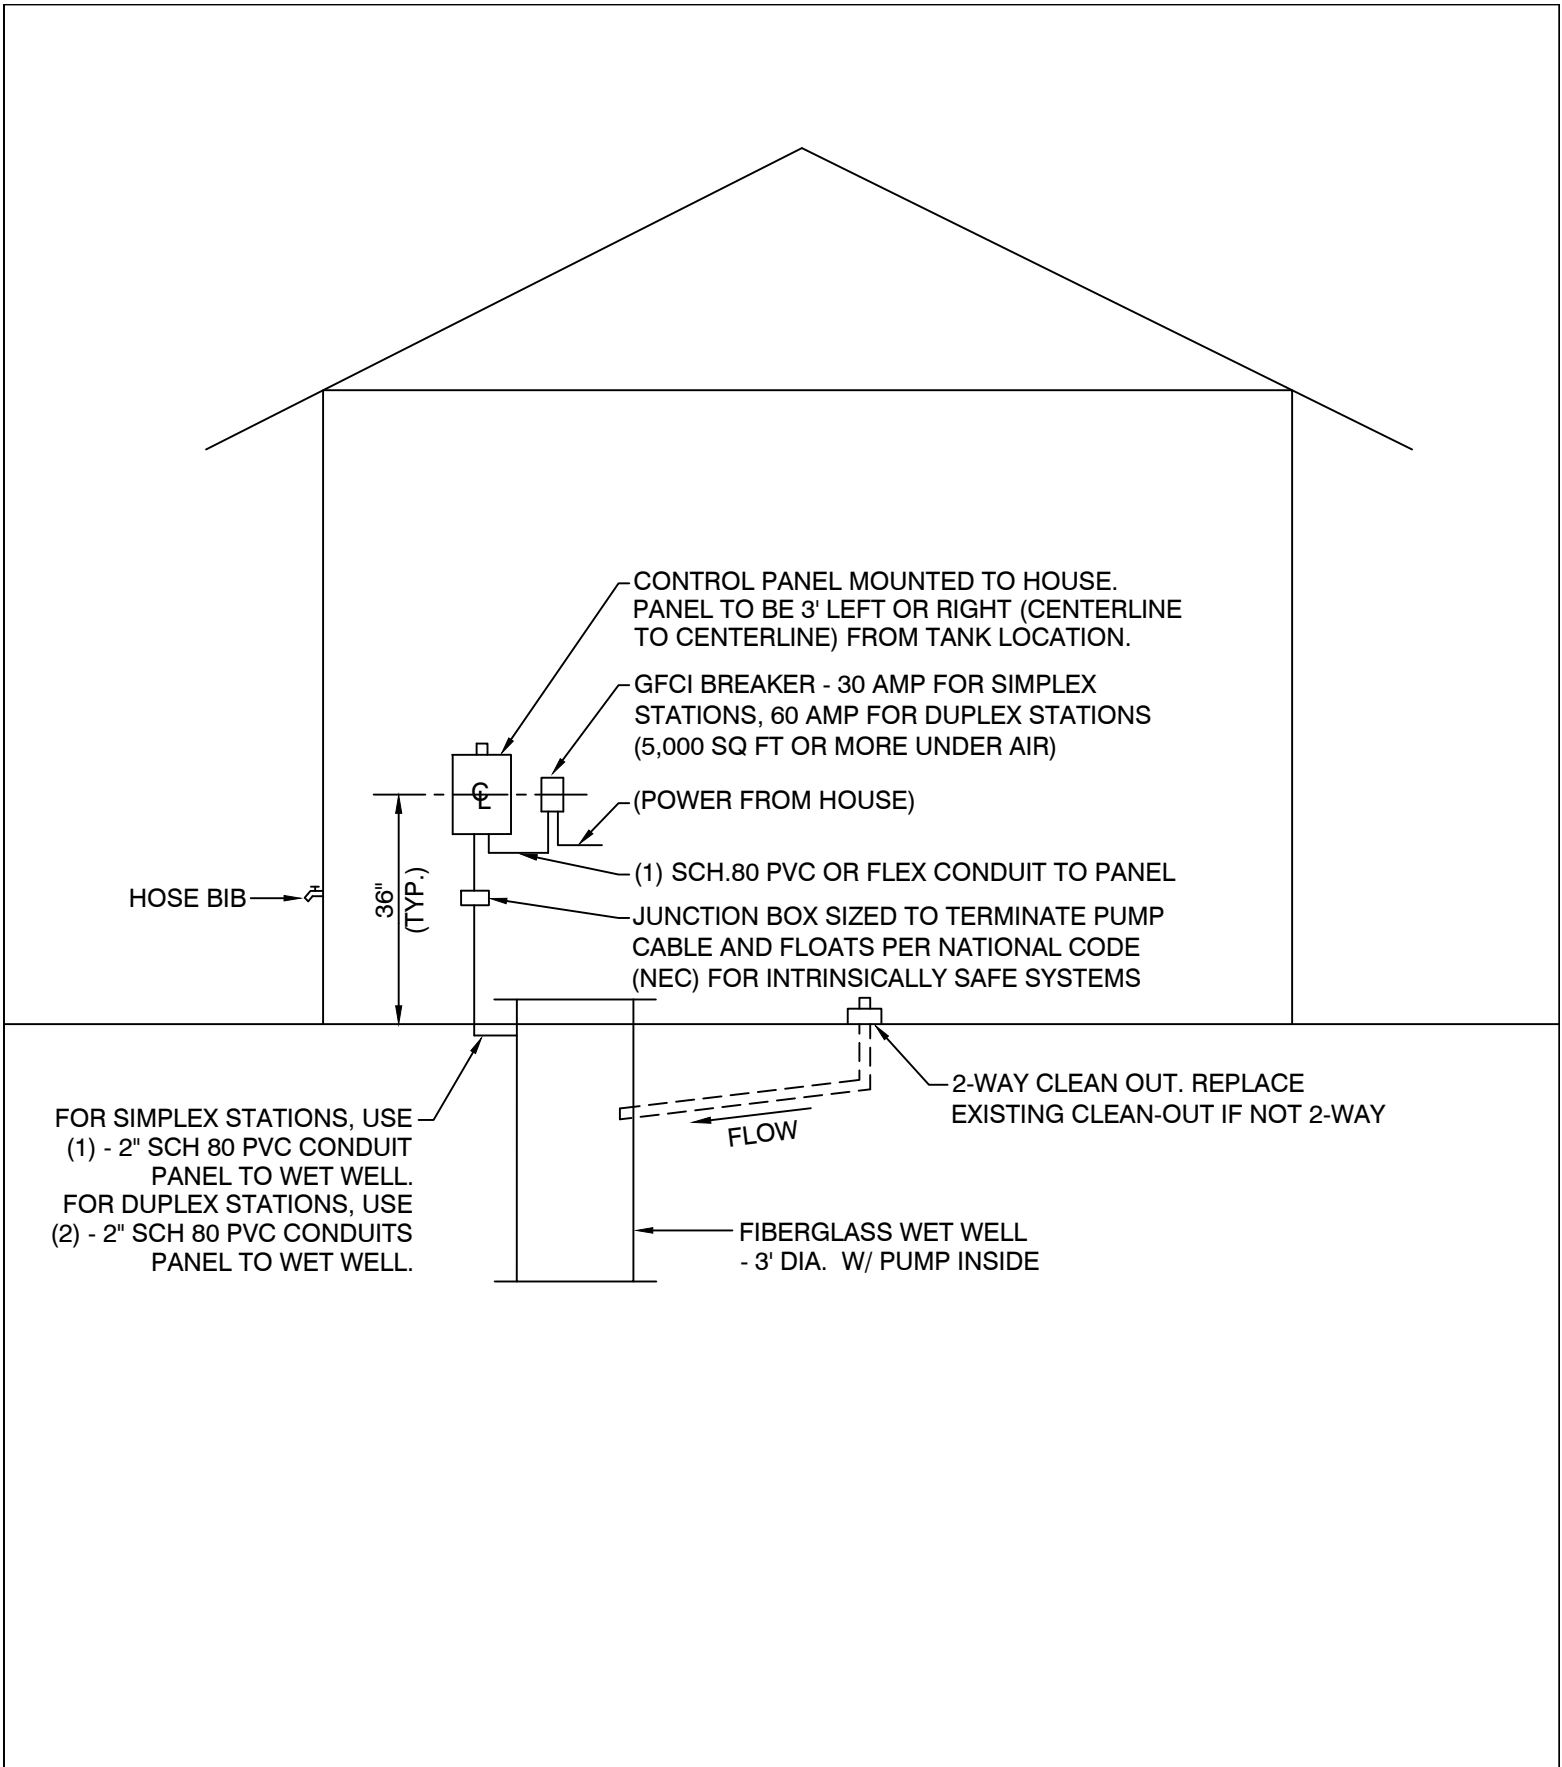 CONTROL PANEL MOUNTED TO HOUSE.
PANEL TO BE 3' LEFT OR RIGHT (CENTERLINE
TO CENTERLINE) FROM TANK LOCATION.
GFCI BREAKER - 30 AMP FOR SIMPLEX
STATIONS, 60 AMP FOR DUPLEX STATIONS
(5,000 SQ FT OR MORE UNDER AIR)
℄
(POWER FROM HOUSE)
(1) SCH.80 PVC OR FLEX CONDUIT TO PANEL
HOSE BIB
36"
(TYP.)
JUNCTION BOX SIZED TO TERMINATE PUMP
CABLE AND FLOATS PER NATIONAL CODE
(NEC) FOR INTRINSICALLY SAFE SYSTEMS
2-WAY CLEAN OUT. REPLACE
EXISTING CLEAN-OUT IF NOT 2-WAY
FLOW
FOR SIMPLEX STATIONS, USE
(1) - 2" SCH 80 PVC CONDUIT
PANEL TO WET WELL.
FOR DUPLEX STATIONS, USE
(2) - 2" SCH 80 PVC CONDUITS
PANEL TO WET WELL.
FIBERGLASS WET WELL
- 3' DIA. W/ PUMP INSIDE